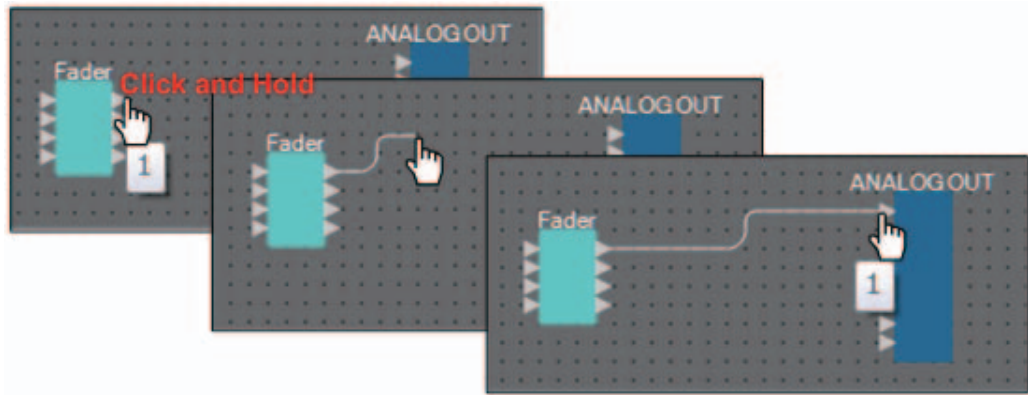 ANALOG OUT
Fader
Click and Hold
1
ANALOG OUT
Fader
ANALOG OUT
Fader
1